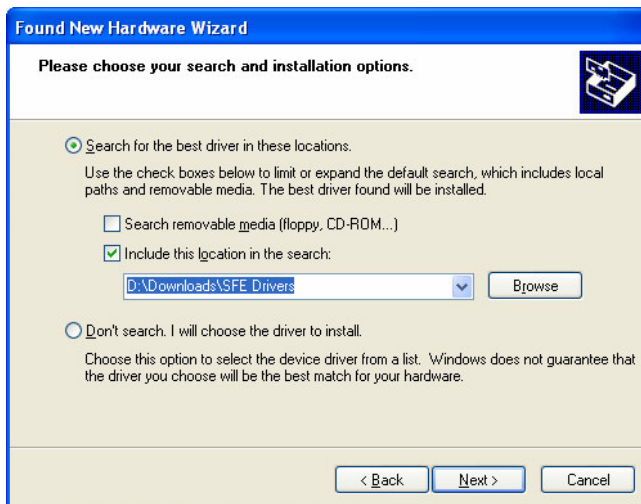 Found New Hardware Wizard
Please choose your search and installation options.
Search for the best driver in these locations.
Use the check boxes below to limit or expand the default search, which includes local
paths and removable media. The best driver found will be installed.
Search removable media (floppy, CD-ROM...)
Include this location in the search:
D:\Downloads\SFE Drivers
Browse
Don't search. I will choose the driver to install.
Choose this option to select the device driver from a list. Windows does not guarantee that
the driver you choose will be the best match for your hardware.
< Back Next > Cancel